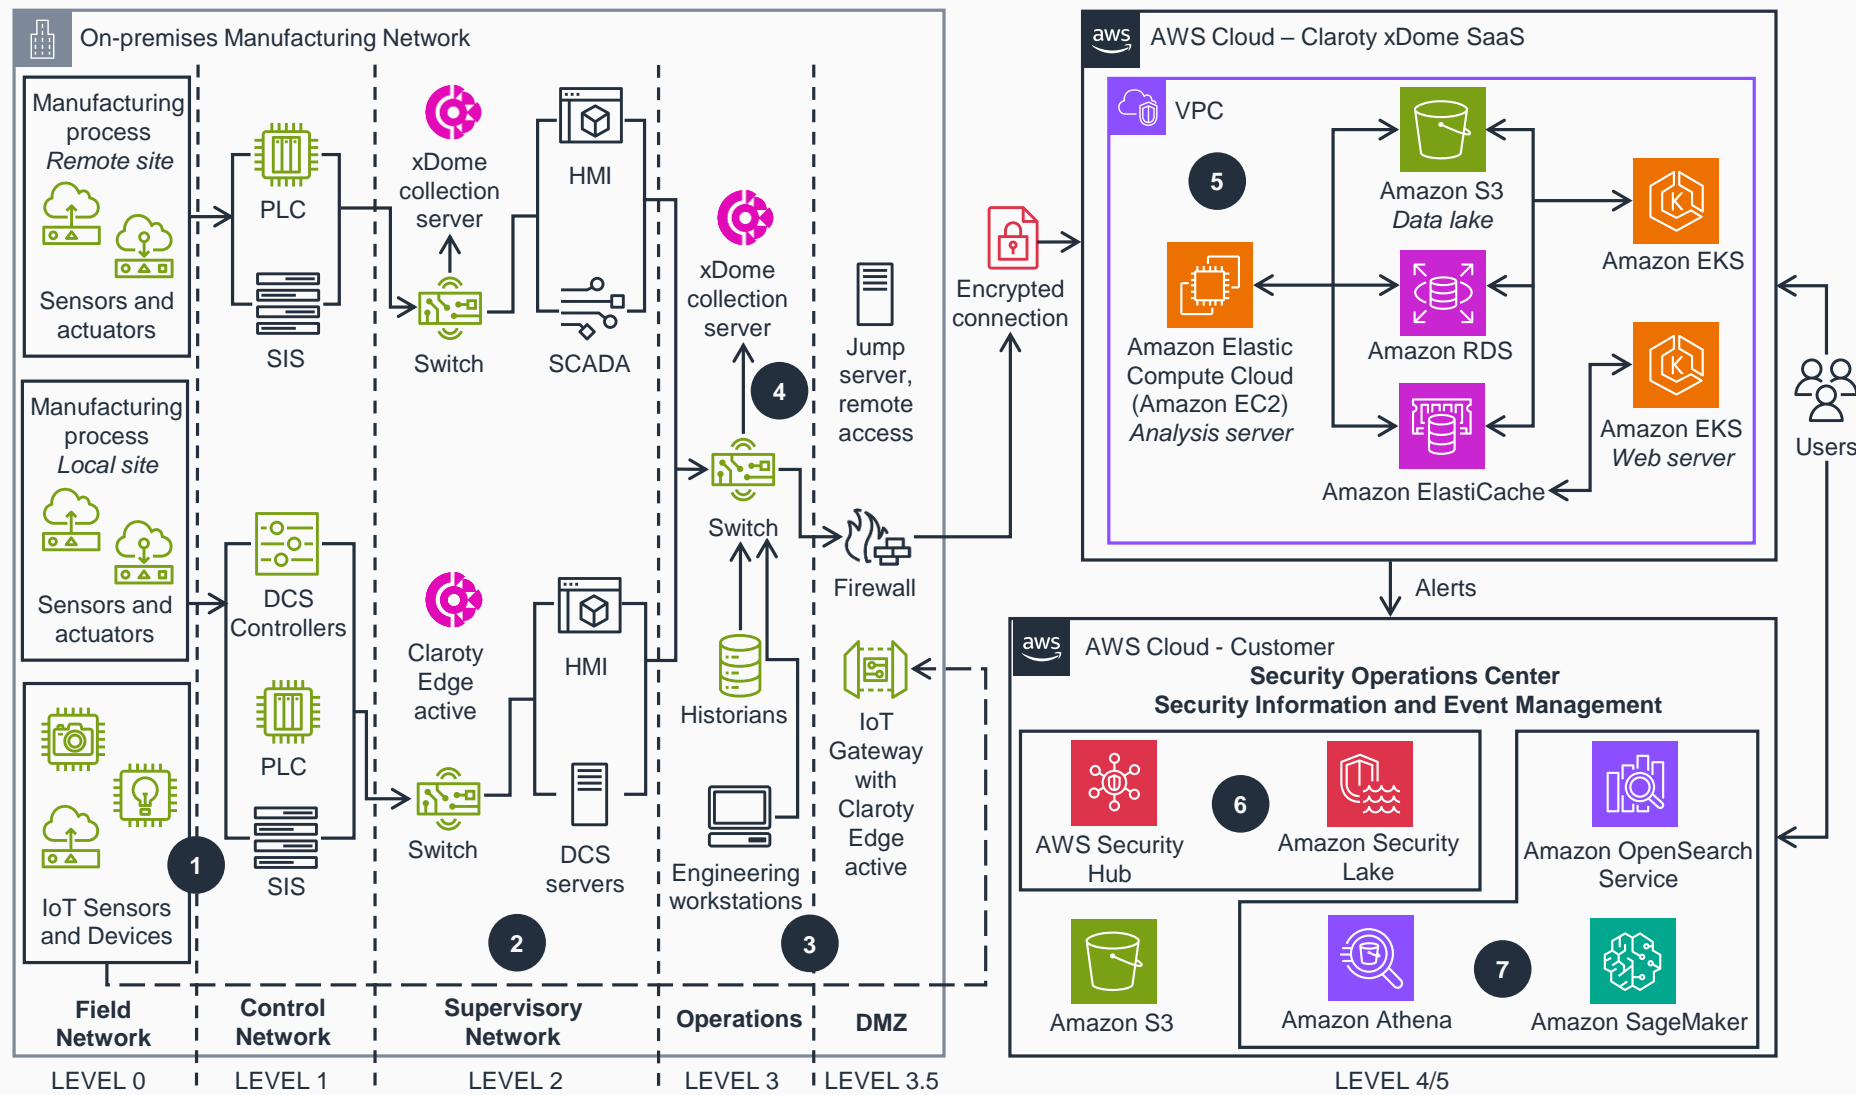 On-premises Manufacturing Network
Manufacturing
process
Remote site
Sensors and
actuators
Manufacturing
process
Local site
Sensors and
actuators
IoT Sensors
and Devices
1
Field
Network
LEVEL 0
PLC
SIS
DCS
Controllers
PLC
SIS
Control
Network
LEVEL 1
xDome
collection
server
Switch
HMI
SCADA
Claroty
Edge
active
Switch
HMI
DCS
servers
2
Supervisory
Network
LEVEL 2
xDome
collection
server
4
Switch
Historians
Engineering
workstations
3
Operations
LEVEL 3
Jump
server,
remote
access
Firewall
IoT
Gateway
with
Claroty
Edge
active
DMZ
LEVEL 3.5
Encrypted
connection
aws
AWS Cloud – Claroty xDome SaaS
VPC
5
Amazon Elastic
Compute Cloud
(Amazon EC2)
Analysis server
Amazon S3
Data lake
Amazon RDS
Amazon ElastiCache
K
Amazon EKS
K
Amazon EKS
Web server
Users
Alerts
aws
AWS Cloud - Customer
Security Operations Center
Security Information and Event Management
AWS Security
Hub
6
Amazon Security
Lake
Amazon OpenSearch
Service
Amazon S3
Amazon Athena
7
Amazon SageMaker
LEVEL 4/5